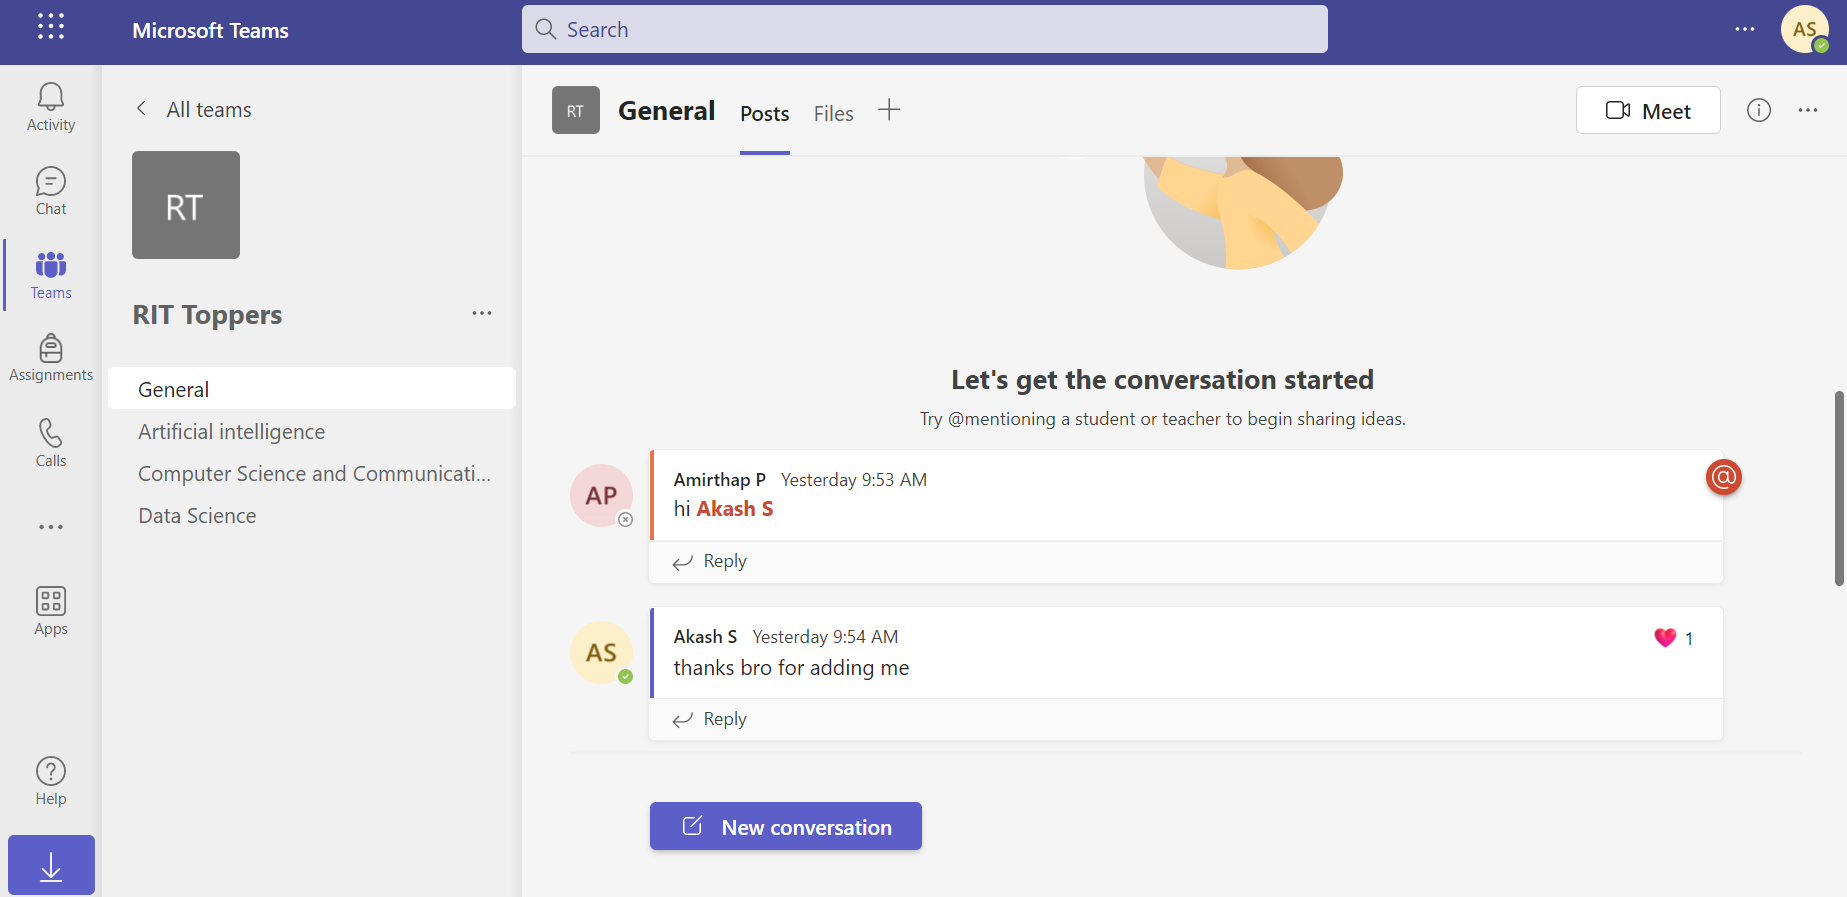 Microsoft Teams
Search
AS
Activity
Chat
Teams
Assignments
Calls
Apps
Help
All teams
RT
RIT Toppers
General
Artificial intelligence
Computer Science and Communicati...
Data Science
RT
General
Posts
Files
Meet
Let's get the conversation started
Try @mentioning a student or teacher to begin sharing ideas.
AP
Amirthap P Yesterday 9:53 AM
@
hi Akash S
Reply
AS
Akash S Yesterday 9:54 AM
1
thanks bro for adding me
Reply
New conversation